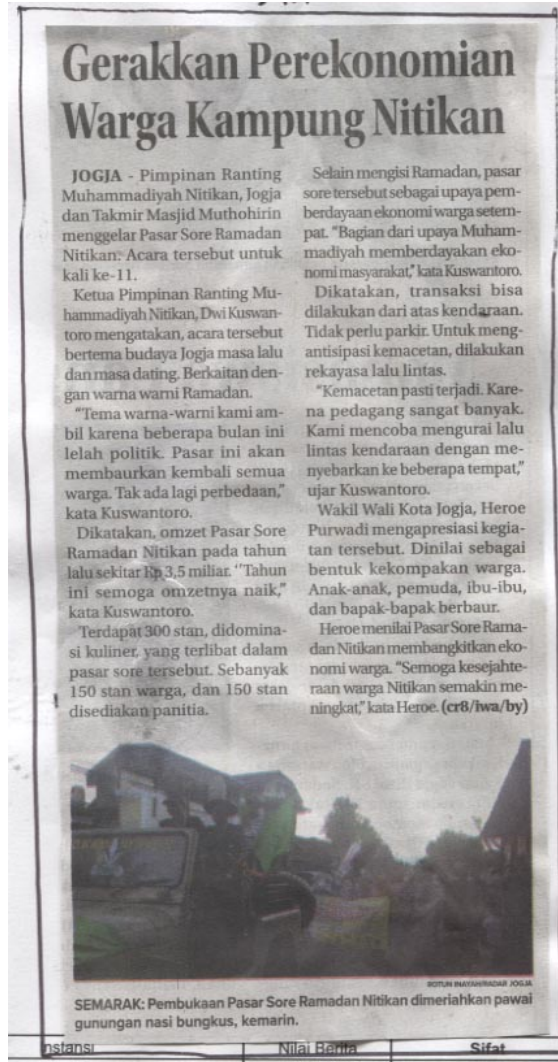 Gerakkan Perekonomian
Warga Kampung Nitikan
JOGJA - Pimpinan Ranting
Muhammadiyah Nitikan, Jogja
dan Takmir Masjid Muthohirin
menggelar Pasar Sore Ramadan
Nitikan. Acara tersebut untuk
kali ke-11.
Ketua Pimpinan Ranting Mu-
hammadiyah Nitikan, Dwi Kuswan-
toro mengatakan, acara tersebut
bertema budaya Jogja masa lalu
dan masa dating. Berkaitan den-
gan warna warni Ramadan.
“Tema warna-warni kami am-
bil karena beberapa bulan ini
lelah politik. Pasar ini akan
membaurkan kembali semua
warga. Tak ada lagi perbedaan,”
kata Kuswantoro.
Dikatakan, omzet Pasar Sore
Ramadan Nitikan pada tahun
lalu sekitar Rp 3,5 miliar. “Tahun
ini semoga omzetnya naik,”
kata Kuswantoro.
Terdapat 300 stan, didomina-
si kuliner, yang terlibat dalam
pasar sore tersebut. Sebanyak
150 stan warga, dan 150 stan
disediakan panitia.
Selain mengisi Ramadan, pasar
sore tersebut sebagai upaya pem-
berdayaan ekonomi warga setem-
pat. “Bagian dari upaya Muham-
madiyah memberdayakan eko-
nomi masyarakat,” kata Kuswantoro.
Dikatakan, transaksi bisa
dilakukan dari atas kendaraan.
Tidak perlu parkir. Untuk meng-
antisipasi kemacetan, dilakukan
rekayasa lalu lintas.
“Kemacetan pasti terjadi. Kare-
na pedagang sangat banyak.
Kami mencoba mengurai lalu
lintas kendaraan dengan me-
nyebarkan ke beberapa tempat,”
ujar Kuswantoro.
Wakil Wali Kota Jogja, Heroe
Purwadi mengapresiasi kegia-
tan tersebut. Dinilai sebagai
bentuk kekompakan warga.
Anak-anak, pemuda, ibu-ibu,
dan bapak-bapak berbaur.
Heroe menilai Pasar Sore Rama-
dan Nitikan membangkitkan eko-
nomi warga. “Semoga kesejahte-
raan warga Nitikan semakin me-
ningkat,” kata Heroe. (cr8/iwa/by)
INAYAH/RADAR JOGJA
SEMARAK: Pembukaan Pasar Sore Ramadan Nitikan dimeriahkan pawai
gunungan nasi bungkus, kemarin.
nstansi
Nilai Berita
Sifat